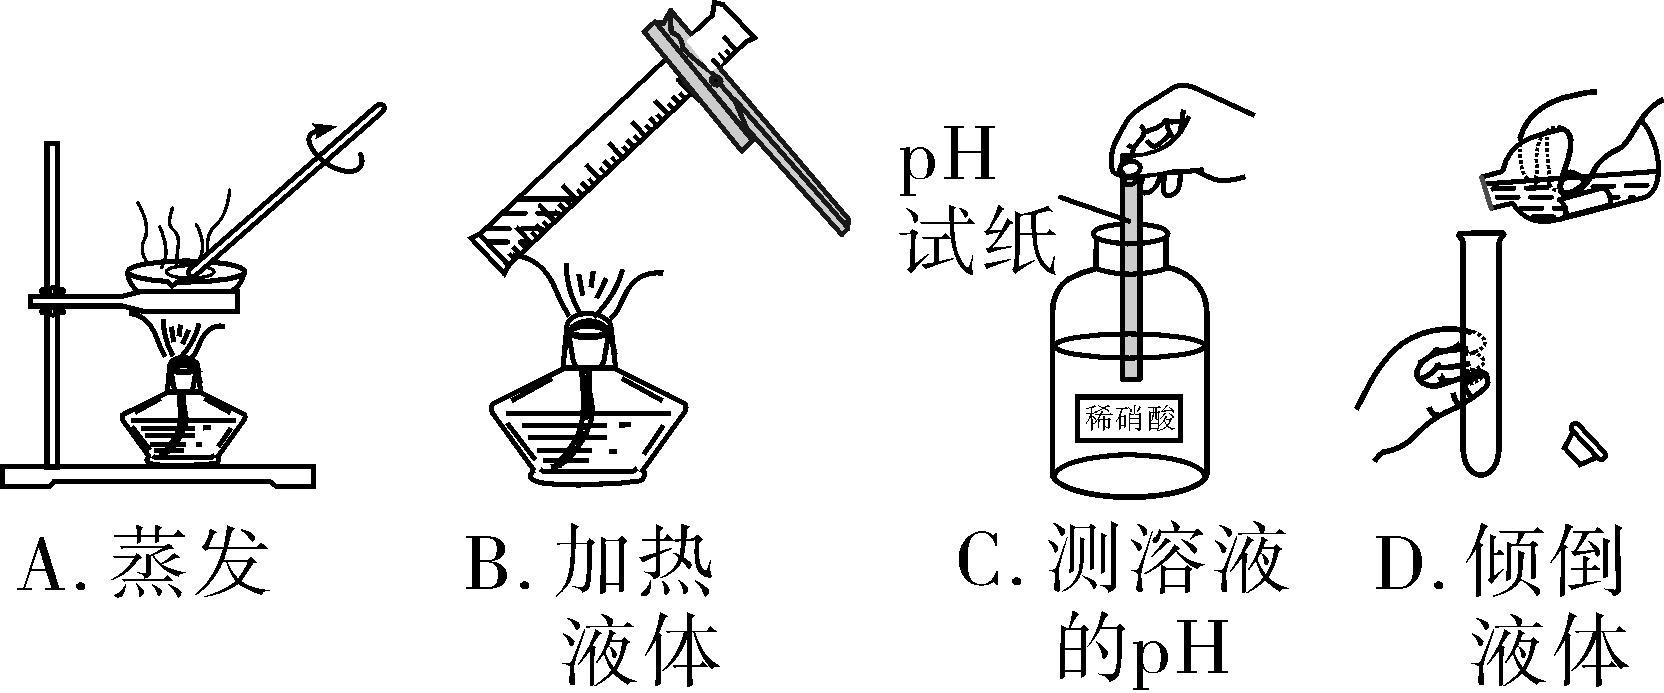 pH
试纸
稀硝酸
A. 蒸发
B. 加热
液体
C. 测溶液
的pH
D. 倾倒
液体